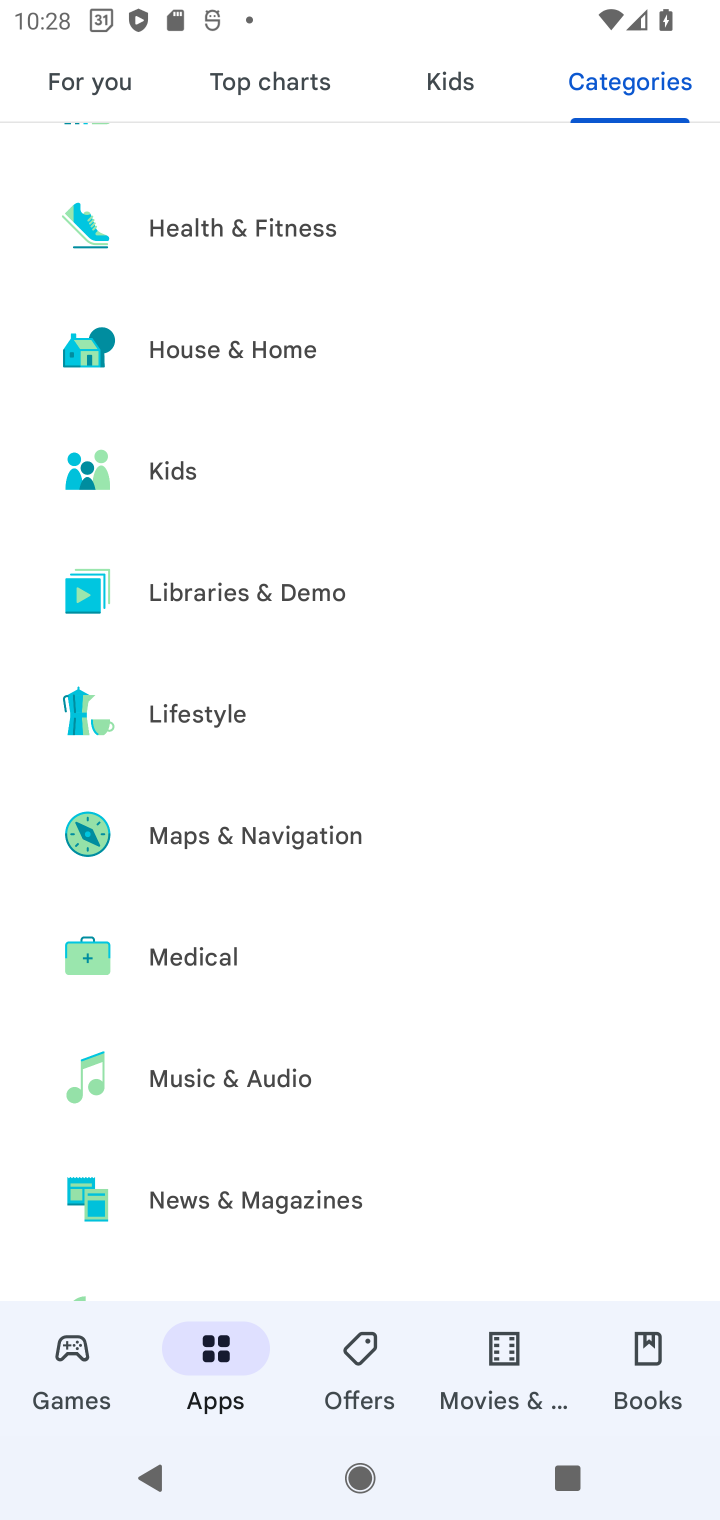 10:28 31
For you Top charts Kids Categories
Health & Fitness
House & Home
Kids
Libraries & Demo
Lifestyle
Maps & Navigation
Medical
Music & Audio
News & Magazines
Games Apps Offers Movies & ... Books